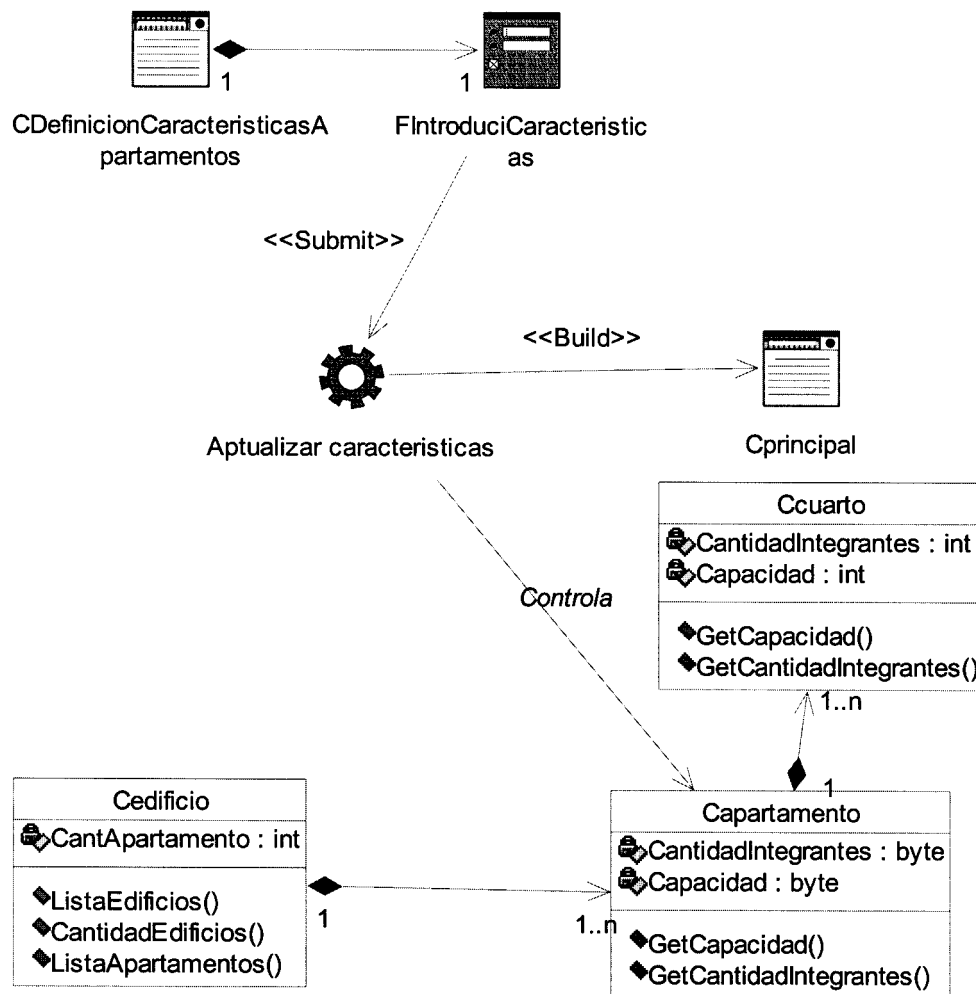 1
1
CDefinicionCaracteristicasA
partamentos
FIntroduciCaracteristic
as
<<Submit>>
<<Build>>
Aptualizar caracteristicas
Cprincipal
Ccuarto
CantidadIntegrantes : int
Capacidad : int
GetCapacidad()
GetCantidadIntegrantes()
Controla
1..n
1
Cedificio
CantApartamento : int
ListaEdificios()
CantidadEdificios()
ListaApartamentos()
1
1..n
Capartamento
CantidadIntegrantes : byte
Capacidad : byte
GetCapacidad()
GetCantidadIntegrantes()